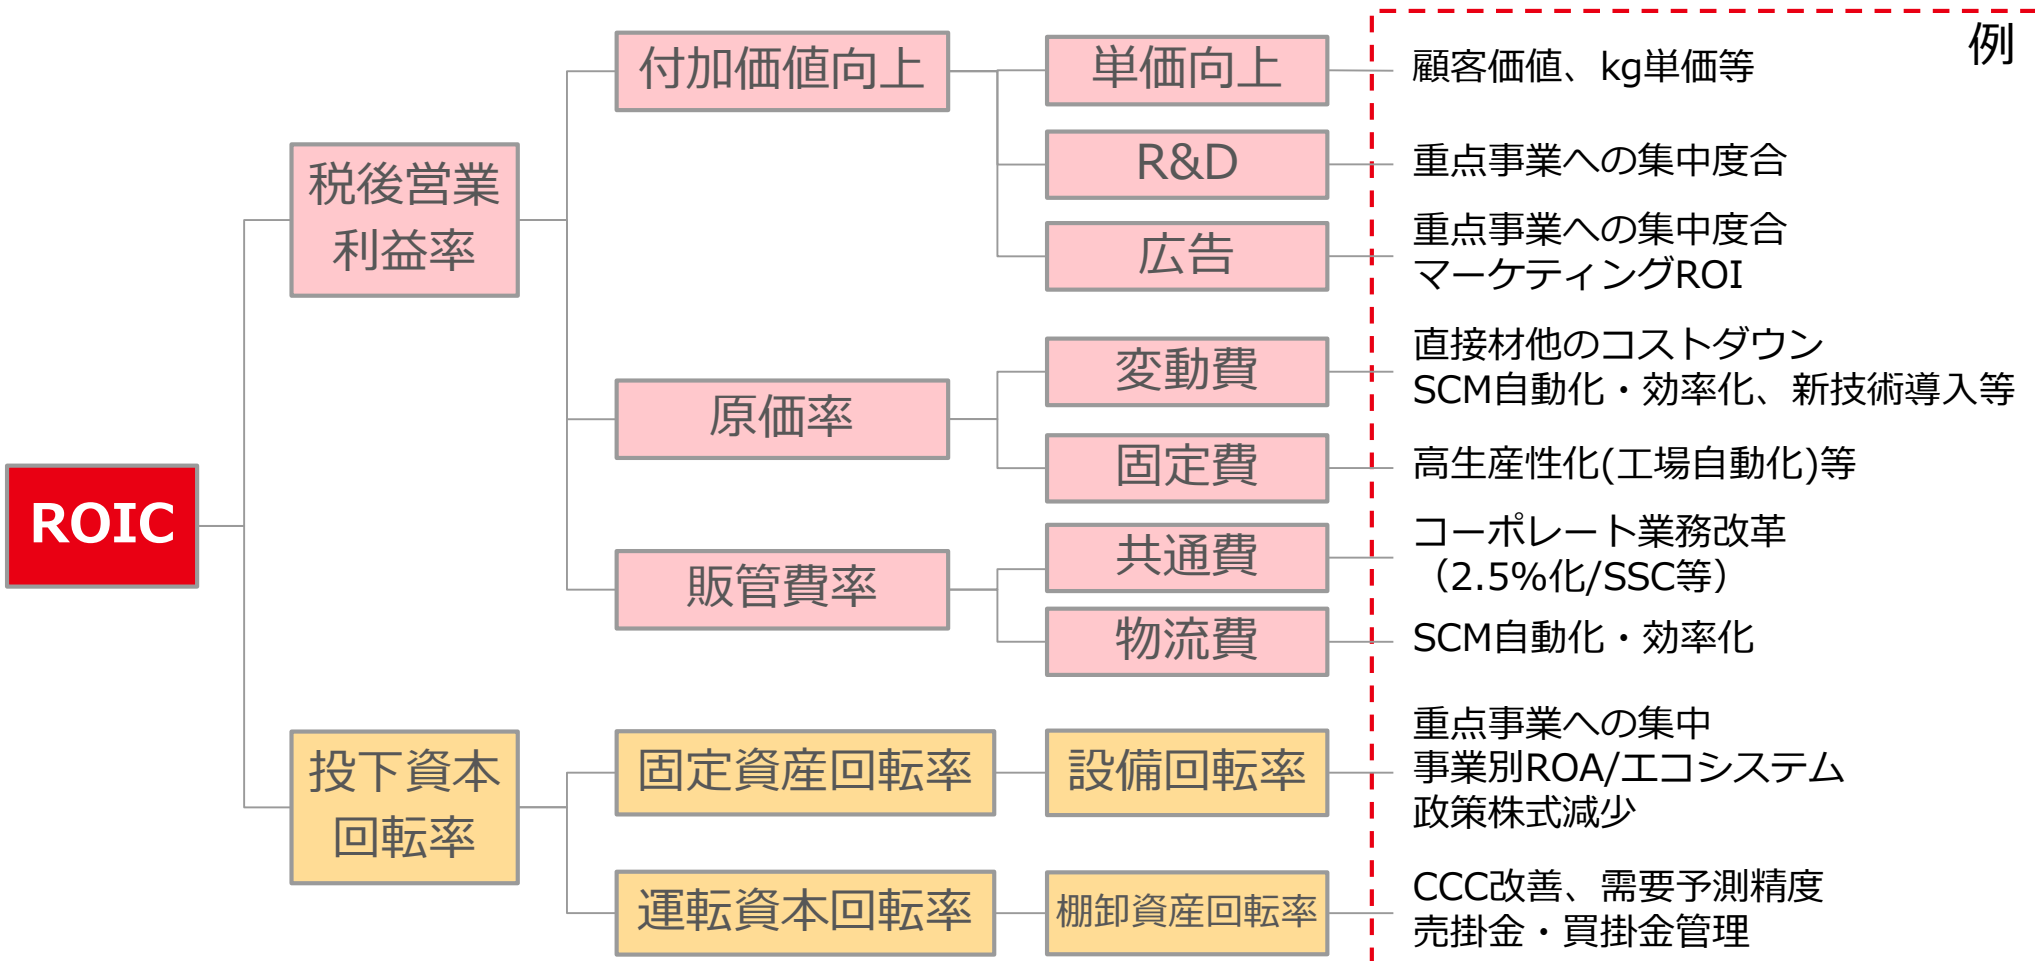 例
ROIC
税後営業
利益率
付加価値向上
単価向上
顧客価値、kg単価等
R&D
重点事業への集中度合
広告
重点事業への集中度合
マーケティングROI
原価率
変動費
直接材他のコストダウン
SCM自動化・効率化、新技術導入等
固定費
高生産性化(工場自動化)等
販管費率
共通費
コーポレート業務改革
（2.5%化/SSC等）
物流費
SCM自動化・効率化
投下資本
回転率
固定資産回転率
設備回転率
重点事業への集中
事業別ROA/エコシステム
政策株式減少
運転資本回転率
棚卸資産回転率
CCC改善、需要予測精度
売掛金・買掛金管理